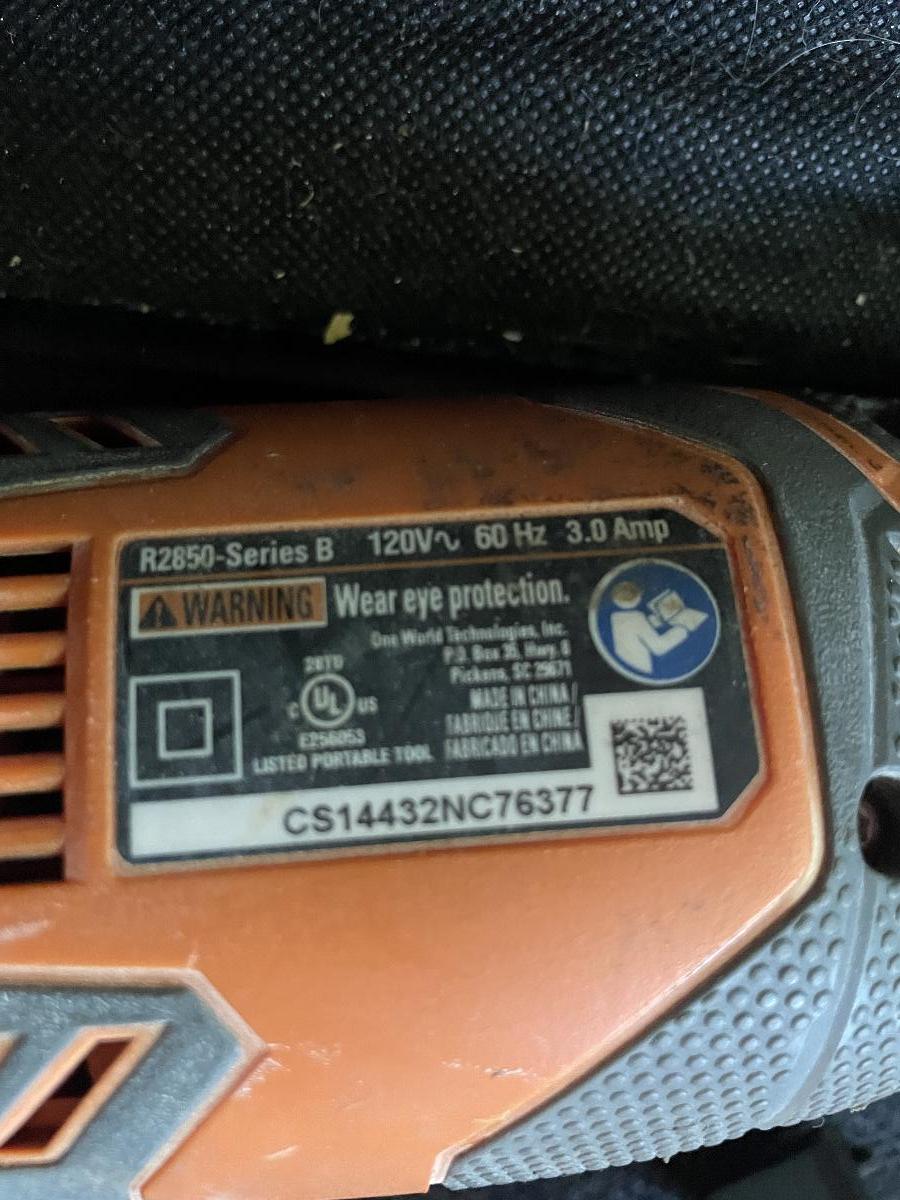 R2850-Series B 120V∿ 60 Hz 3.0 Amp
WARNING Wear eye protection.
One World Technologies, Inc.
P.O. Box 35, Hwy. 8
Pickens, SC 29671
MADE IN CHINA /
FABRIQUÉ EN CHINE /
FABRICADO EN CHINA
28TU
C UL US
E256053
LISTED PORTABLE TOOL
CS14432NC76377